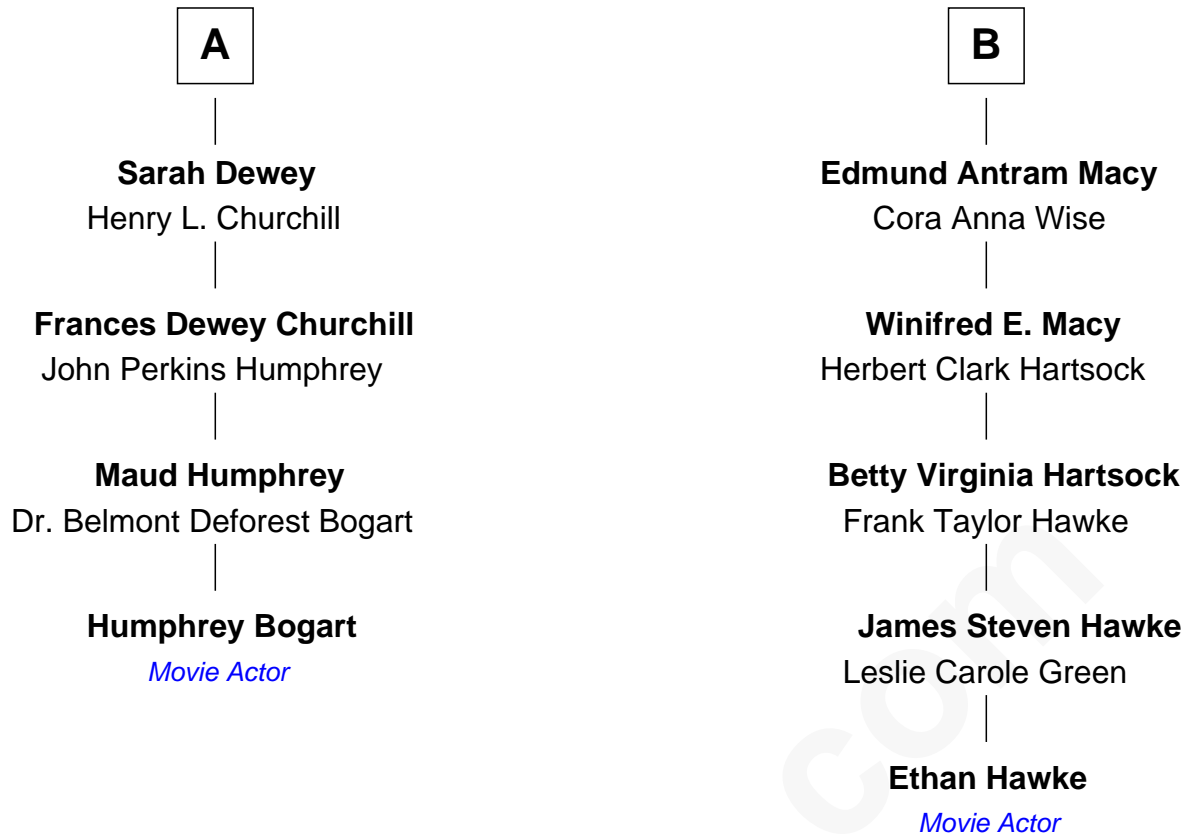 A
Sarah Dewey
Henry L. Churchill
Frances Dewey Churchill
John Perkins Humphrey
Maud Humphrey
Dr. Belmont Deforest Bogart
Humphrey Bogart
Movie Actor
B
Edmund Antram Macy
Cora Anna Wise
Winifred E. Macy
Herbert Clark Hartsock
Betty Virginia Hartsock
Frank Taylor Hawke
James Steven Hawke
Leslie Carole Green
Ethan Hawke
Movie Actor
com